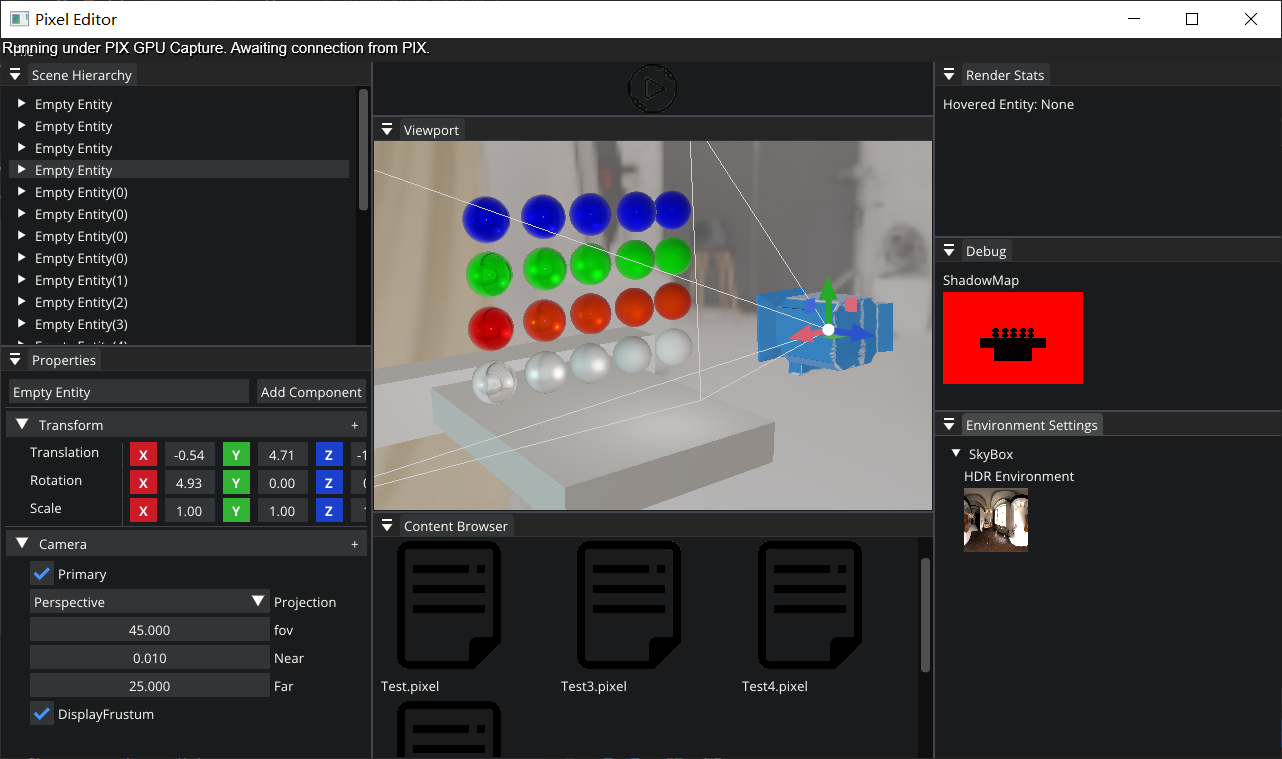 Pixel Editor
Running under PIX GPU Capture. Awaiting connection from PIX.
Scene Hierarchy
Empty Entity
Empty Entity
Empty Entity
Empty Entity
Empty Entity(0)
Empty Entity(0)
Empty Entity(0)
Empty Entity(0)
Empty Entity(1)
Empty Entity(2)
Empty Entity(3)
Properties
Empty Entity
Add Component
Transform +
Translation X -0.54 Y 4.71 Z
Rotation X 4.93 Y 0.00 Z
Scale X 1.00 Y 1.00 Z
Camera +
Primary
Perspective Projection
45.000 fov
0.010 Near
25.000 Far
DisplayFrustum
Viewport
Content Browser
Test.pixel
Test3.pixel
Test4.pixel
Render Stats
Hovered Entity: None
Debug
ShadowMap
Environment Settings
SkyBox
HDR Environment